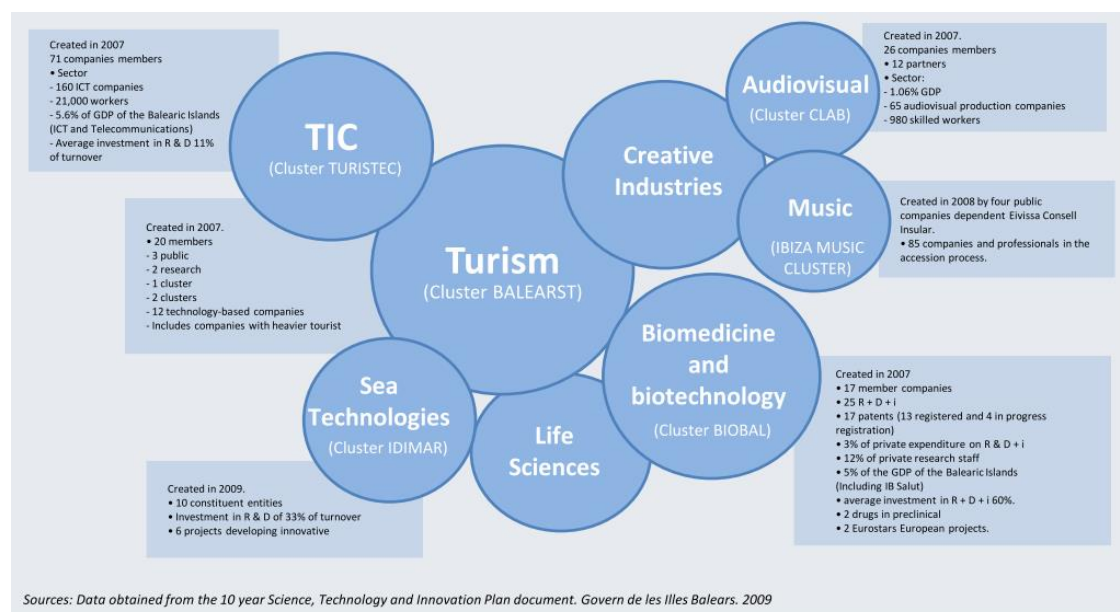 Created in 2007
71 companies members
• Sector
- 160 ICT companies
- 21,000 workers
- 5.6% of GDP of the Balearic Islands
(ICT and Telecommunications)
- Average investment in R & D 11%
of turnover
TIC
(Cluster TURISTEC)
Audiovisual
(Cluster CLAB)
Created in 2007.
26 companies members
• 12 partners
• Sector:
- 1.06% GDP
- 65 audiovisual production companies
- 980 skilled workers
Creative
Industries
Music
(IBIZA MUSIC
CLUSTER)
Created in 2008 by four public
companies dependent Eivissa Consell
Insular.
• 85 companies and professionals in the
accession process.
Created in 2007.
• 20 members
- 3 public
- 2 research
- 1 cluster
- 2 clusters
- 12 technology-based companies
- Includes companies with heavier tourist
Turism
(Cluster BALEARST)
Biomedicine
and
biotechnology
(Cluster BIOBAL)
Created in 2007
• 17 member companies
• 25 R + D + i
• 17 patents (13 registered and 4 in progress
registration)
• 3% of private expenditure on R & D + i
• 12% of private research staff
• 5% of the GDP of the Balearic Islands
(Including IB Salut)
• average investment in R + D + i 60%.
• 2 drugs in preclinical
• 2 Eurostars European projects.
Sea
Technologies
(Cluster IDIMAR)
Life
Sciences
Created in 2009.
• 10 constituent entities
• Investment in R & D of 33% of turnover
• 6 projects developing innovative
Sources: Data obtained from the 10 year Science, Technology and Innovation Plan document. Govern de les Illes Balears. 2009